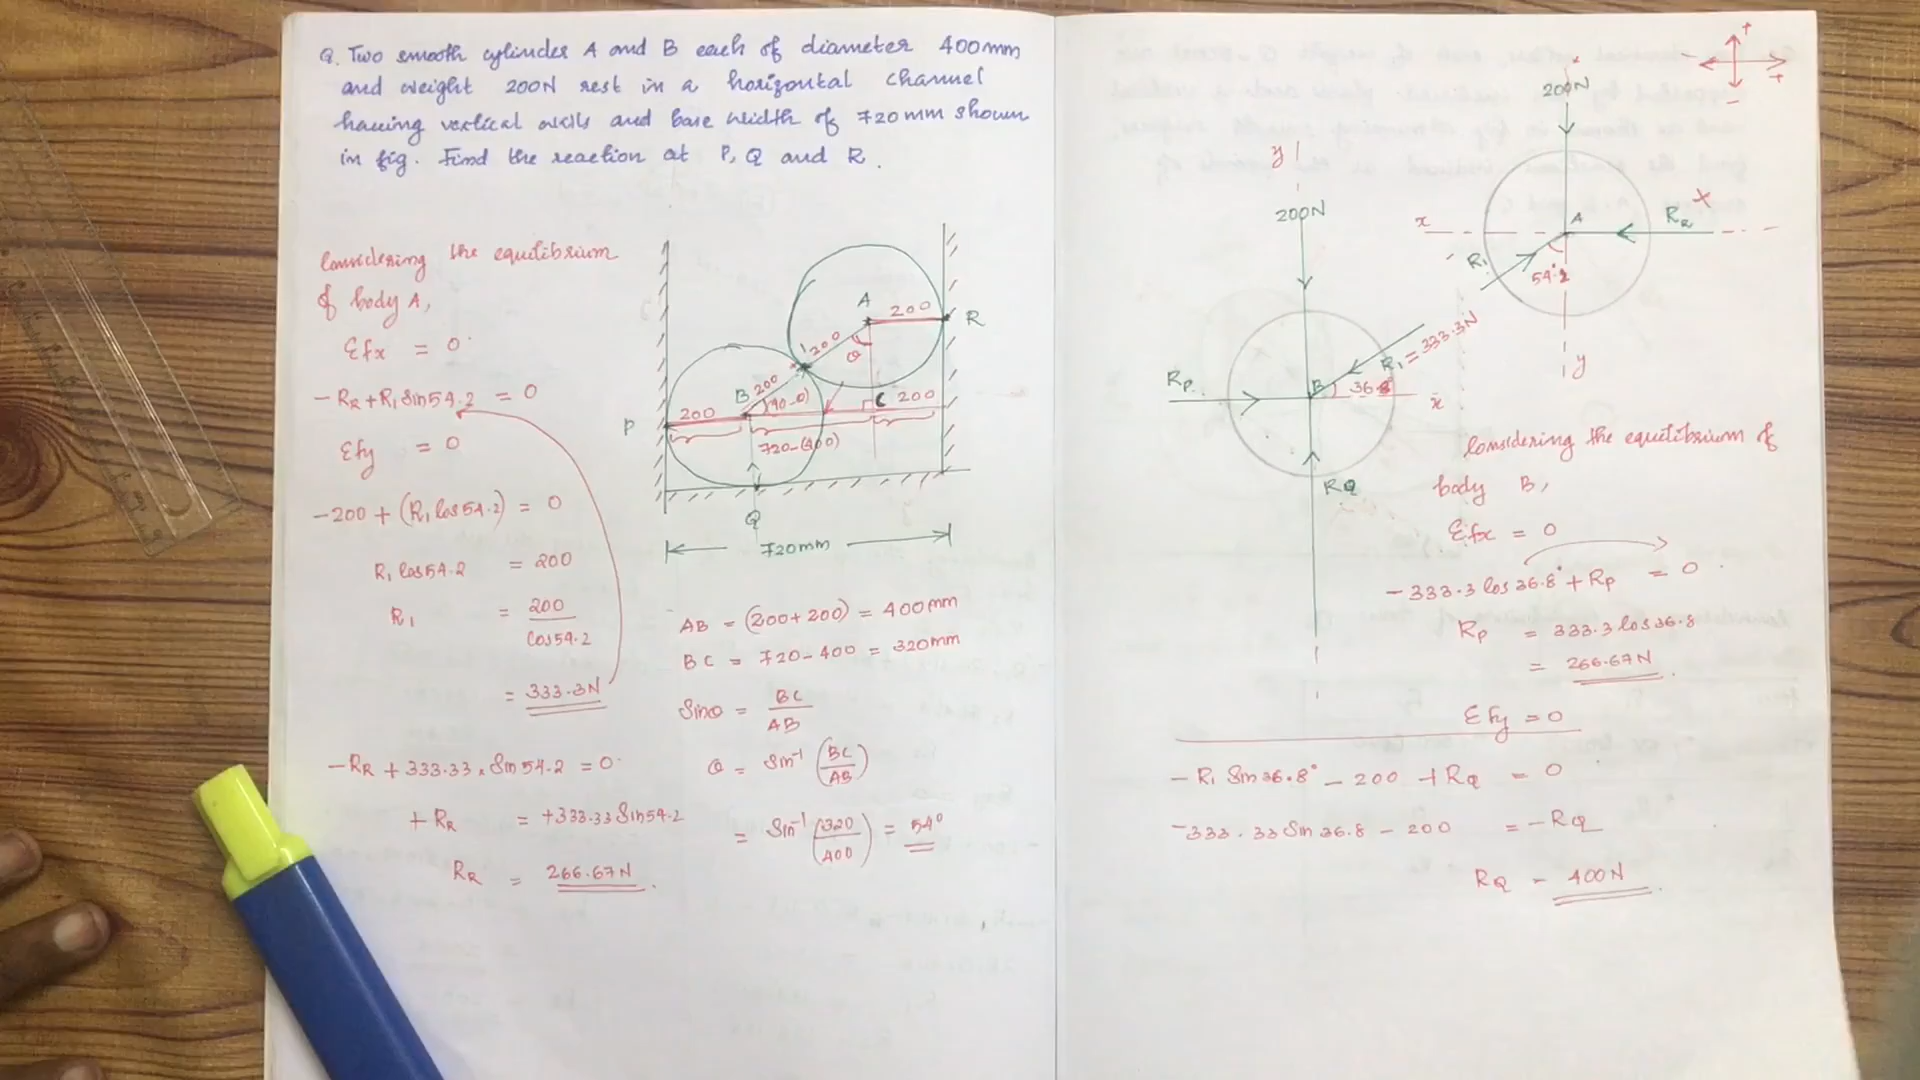 Q. Two smooth cylinder A and B each of diameter 400mm
and weight 200N rest in a horizontal channel
having vertical walls and base width of 720mm shown
in fig. Find the reaction at P, Q and R.
Considering the equilibrium
of body A,
Σfx = 0
-RR + R1 Sin54.2 = 0
Σfy = 0
-200 + (R1 Cos54.2) = 0
R1 Cos54.2 = 200
R1 = 200
Cos54.2
= 333.3N
-RR + 333.33 x Sin54.2 = 0
+ RR = +333.33 Sin54.2
RR = 266.67N
A
200
R
200
θ
B
200
(90-θ)
C
200
200
P
720-(400)
Q
720mm
AB = (200+200) = 400mm
BC = 720-400 = 320mm
Sinθ = BC
AB
θ = Sin⁻¹ (BC
AB)
= Sin⁻¹ (320
400) = 54°
+
-
+
-
200N
y
A
RR
x
x
R1
54.2
y
200N
RP
R1 = 333.3N
B
36.8
x
RQ
Considering the equilibrium of
body B,
Σfx = 0
-333.3 Cos36.8° + RP = 0
RP = 333.3 Cos36.8
= 266.67N
Σfy = 0
-R1 Sin36.8° - 200 + RQ = 0
-333.33 Sin36.8 - 200 = -RQ
RQ - 400N